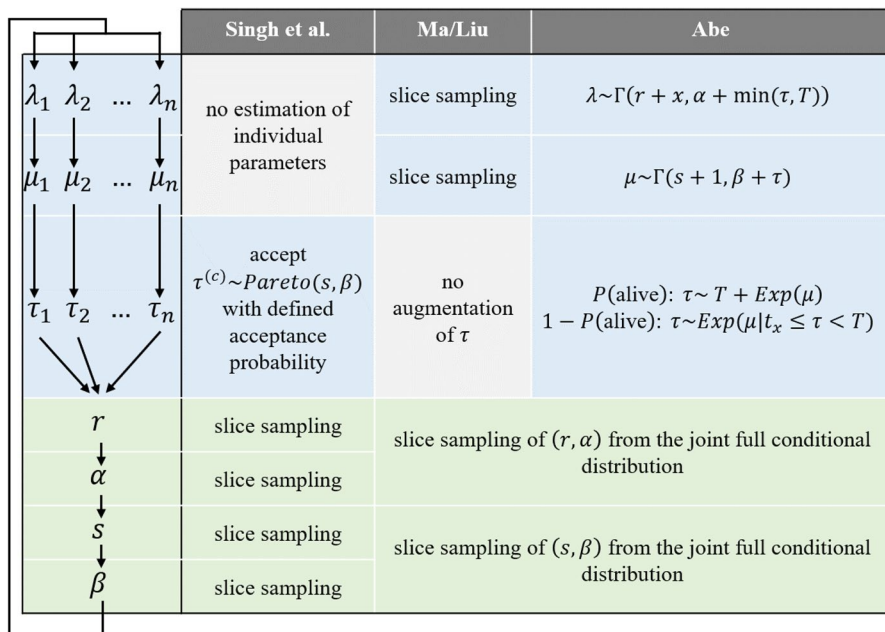 Singh et al. Ma/Liu Abe
λ₁ λ₂ ... λₙ
no estimation of
individual
parameters
slice sampling
λ~Γ(r + x, α + min(τ, T))
μ₁ μ₂ ... μₙ
slice sampling
μ~Γ(s + 1, β + τ)
τ₁ τ₂ ... τₙ
accept
τ⁽ᶜ⁾~Pareto(s, β)
with defined
acceptance
probability
no
augmentation
of τ
P(alive): τ~ T + Exp(μ)
1 − P(alive): τ~Exp(μ|tₓ ≤ τ < T)
r
slice sampling
slice sampling of (r, α) from the joint full conditional
distribution
α
slice sampling
s
slice sampling
slice sampling of (s, β) from the joint full conditional
distribution
β
slice sampling